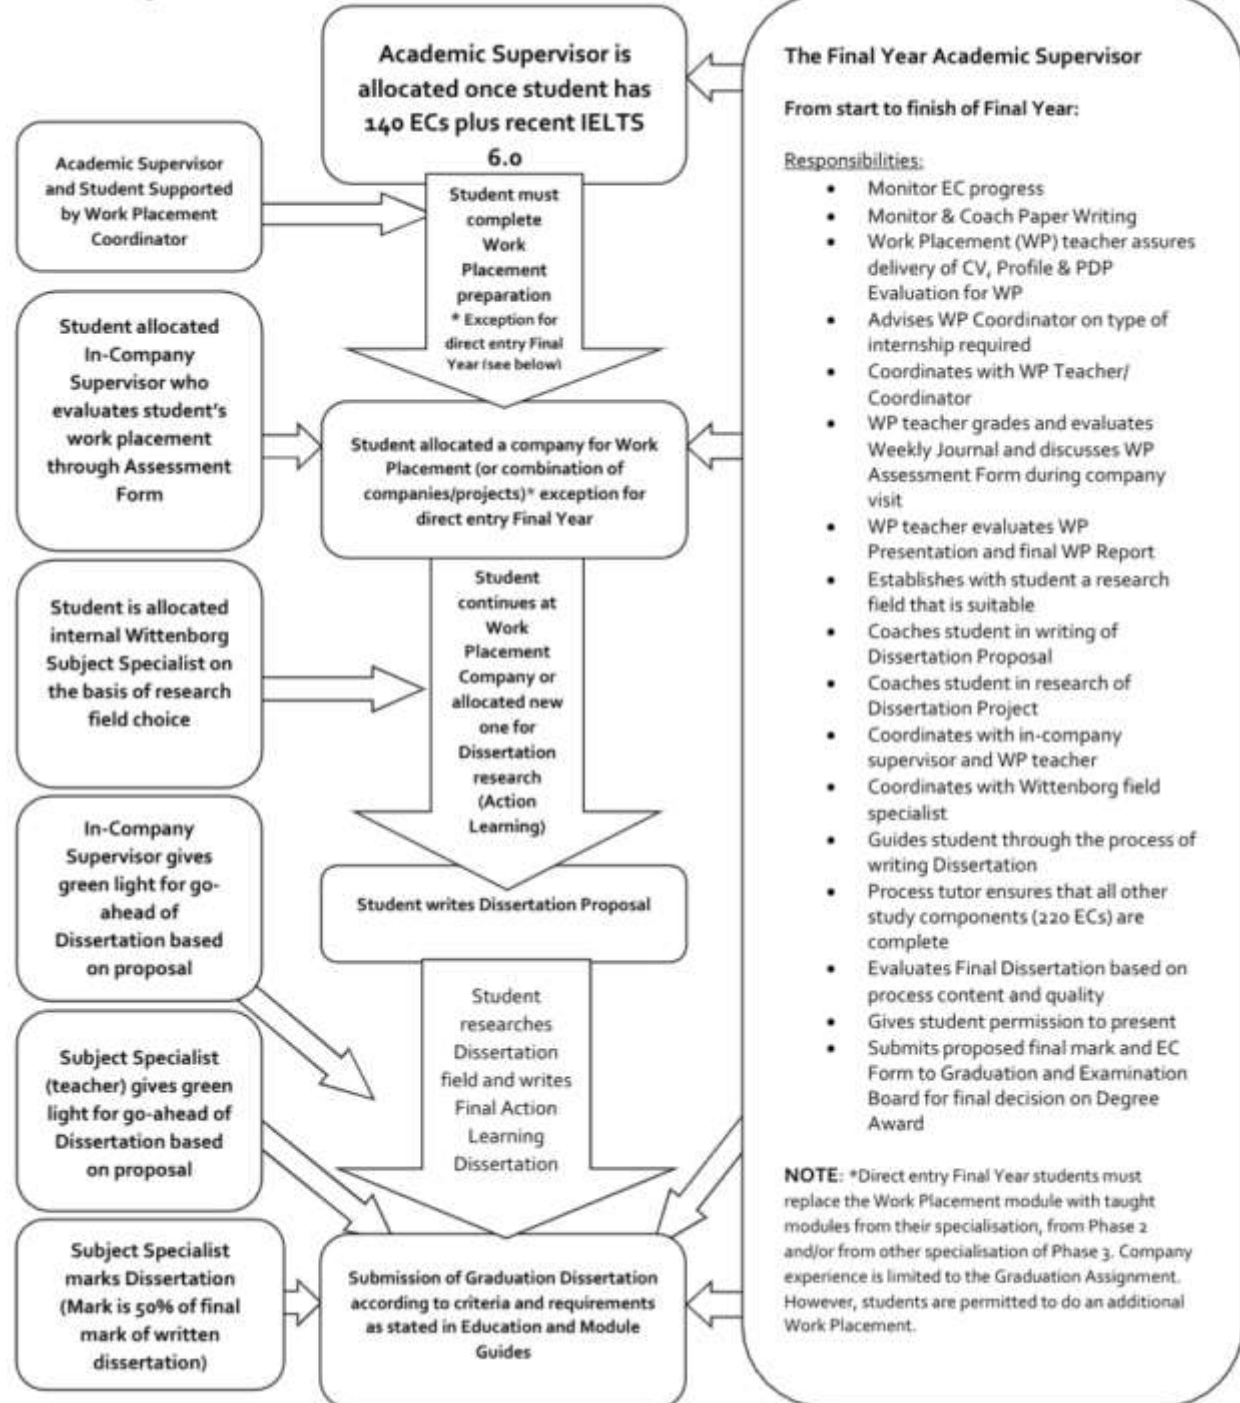 Academic Supervisor is
allocated once student has
140 ECs plus recent IELTS
6.0
Academic Supervisor
and Student Supported
by Work Placement
Coordinator
Student must
complete
Work
Placement
preparation
* Exception for
direct entry Final
Year (see below)
Student allocated
In-Company
Supervisor who
evaluates student's
work placement
through Assessment
Form
Student allocated a company for Work
Placement (or combination of
companies/projects)* exception for
direct entry Final Year
Student is allocated
internal Wittenborg
Subject Specialist on
the basis of research
field choice
Student
continues at
Work
Placement
Company or
allocated new
one for
Dissertation
research
(Action
Learning)
In-Company
Supervisor gives
green light for go-
ahead of
Dissertation based
on proposal
Student writes Dissertation Proposal
Student
researches
Dissertation
field and writes
Final Action
Learning
Dissertation
Subject Specialist
(teacher) gives green
light for go-ahead of
Dissertation based
on proposal
Subject Specialist
marks Dissertation
(Mark is 50% of final
mark of written
dissertation)
Submission of Graduation Dissertation
according to criteria and requirements
as stated in Education and Module
Guides
The Final Year Academic Supervisor
From start to finish of Final Year:
Responsibilities:
• Monitor EC progress
• Monitor & Coach Paper Writing
• Work Placement (WP) teacher assures
delivery of CV, Profile & PDP
Evaluation for WP
• Advises WP Coordinator on type of
internship required
• Coordinates with WP Teacher/
Coordinator
• WP teacher grades and evaluates
Weekly Journal and discusses WP
Assessment Form during company
visit
• WP teacher evaluates WP
Presentation and final WP Report
• Establishes with student a research
field that is suitable
• Coaches student in writing of
Dissertation Proposal
• Coaches student in research of
Dissertation Project
• Coordinates with in-company
supervisor and WP teacher
• Coordinates with Wittenborg field
specialist
• Guides student through the process of
writing Dissertation
• Process tutor ensures that all other
study components (220 ECs) are
complete
• Evaluates Final Dissertation based on
process content and quality
• Gives student permission to present
• Submits proposed final mark and EC
Form to Graduation and Examination
Board for final decision on Degree
Award
NOTE: *Direct entry Final Year students must
replace the Work Placement module with taught
modules from their specialisation, from Phase 2
and/or from other specialisation of Phase 3. Company
experience is limited to the Graduation Assignment.
However, students are permitted to do an additional
Work Placement.